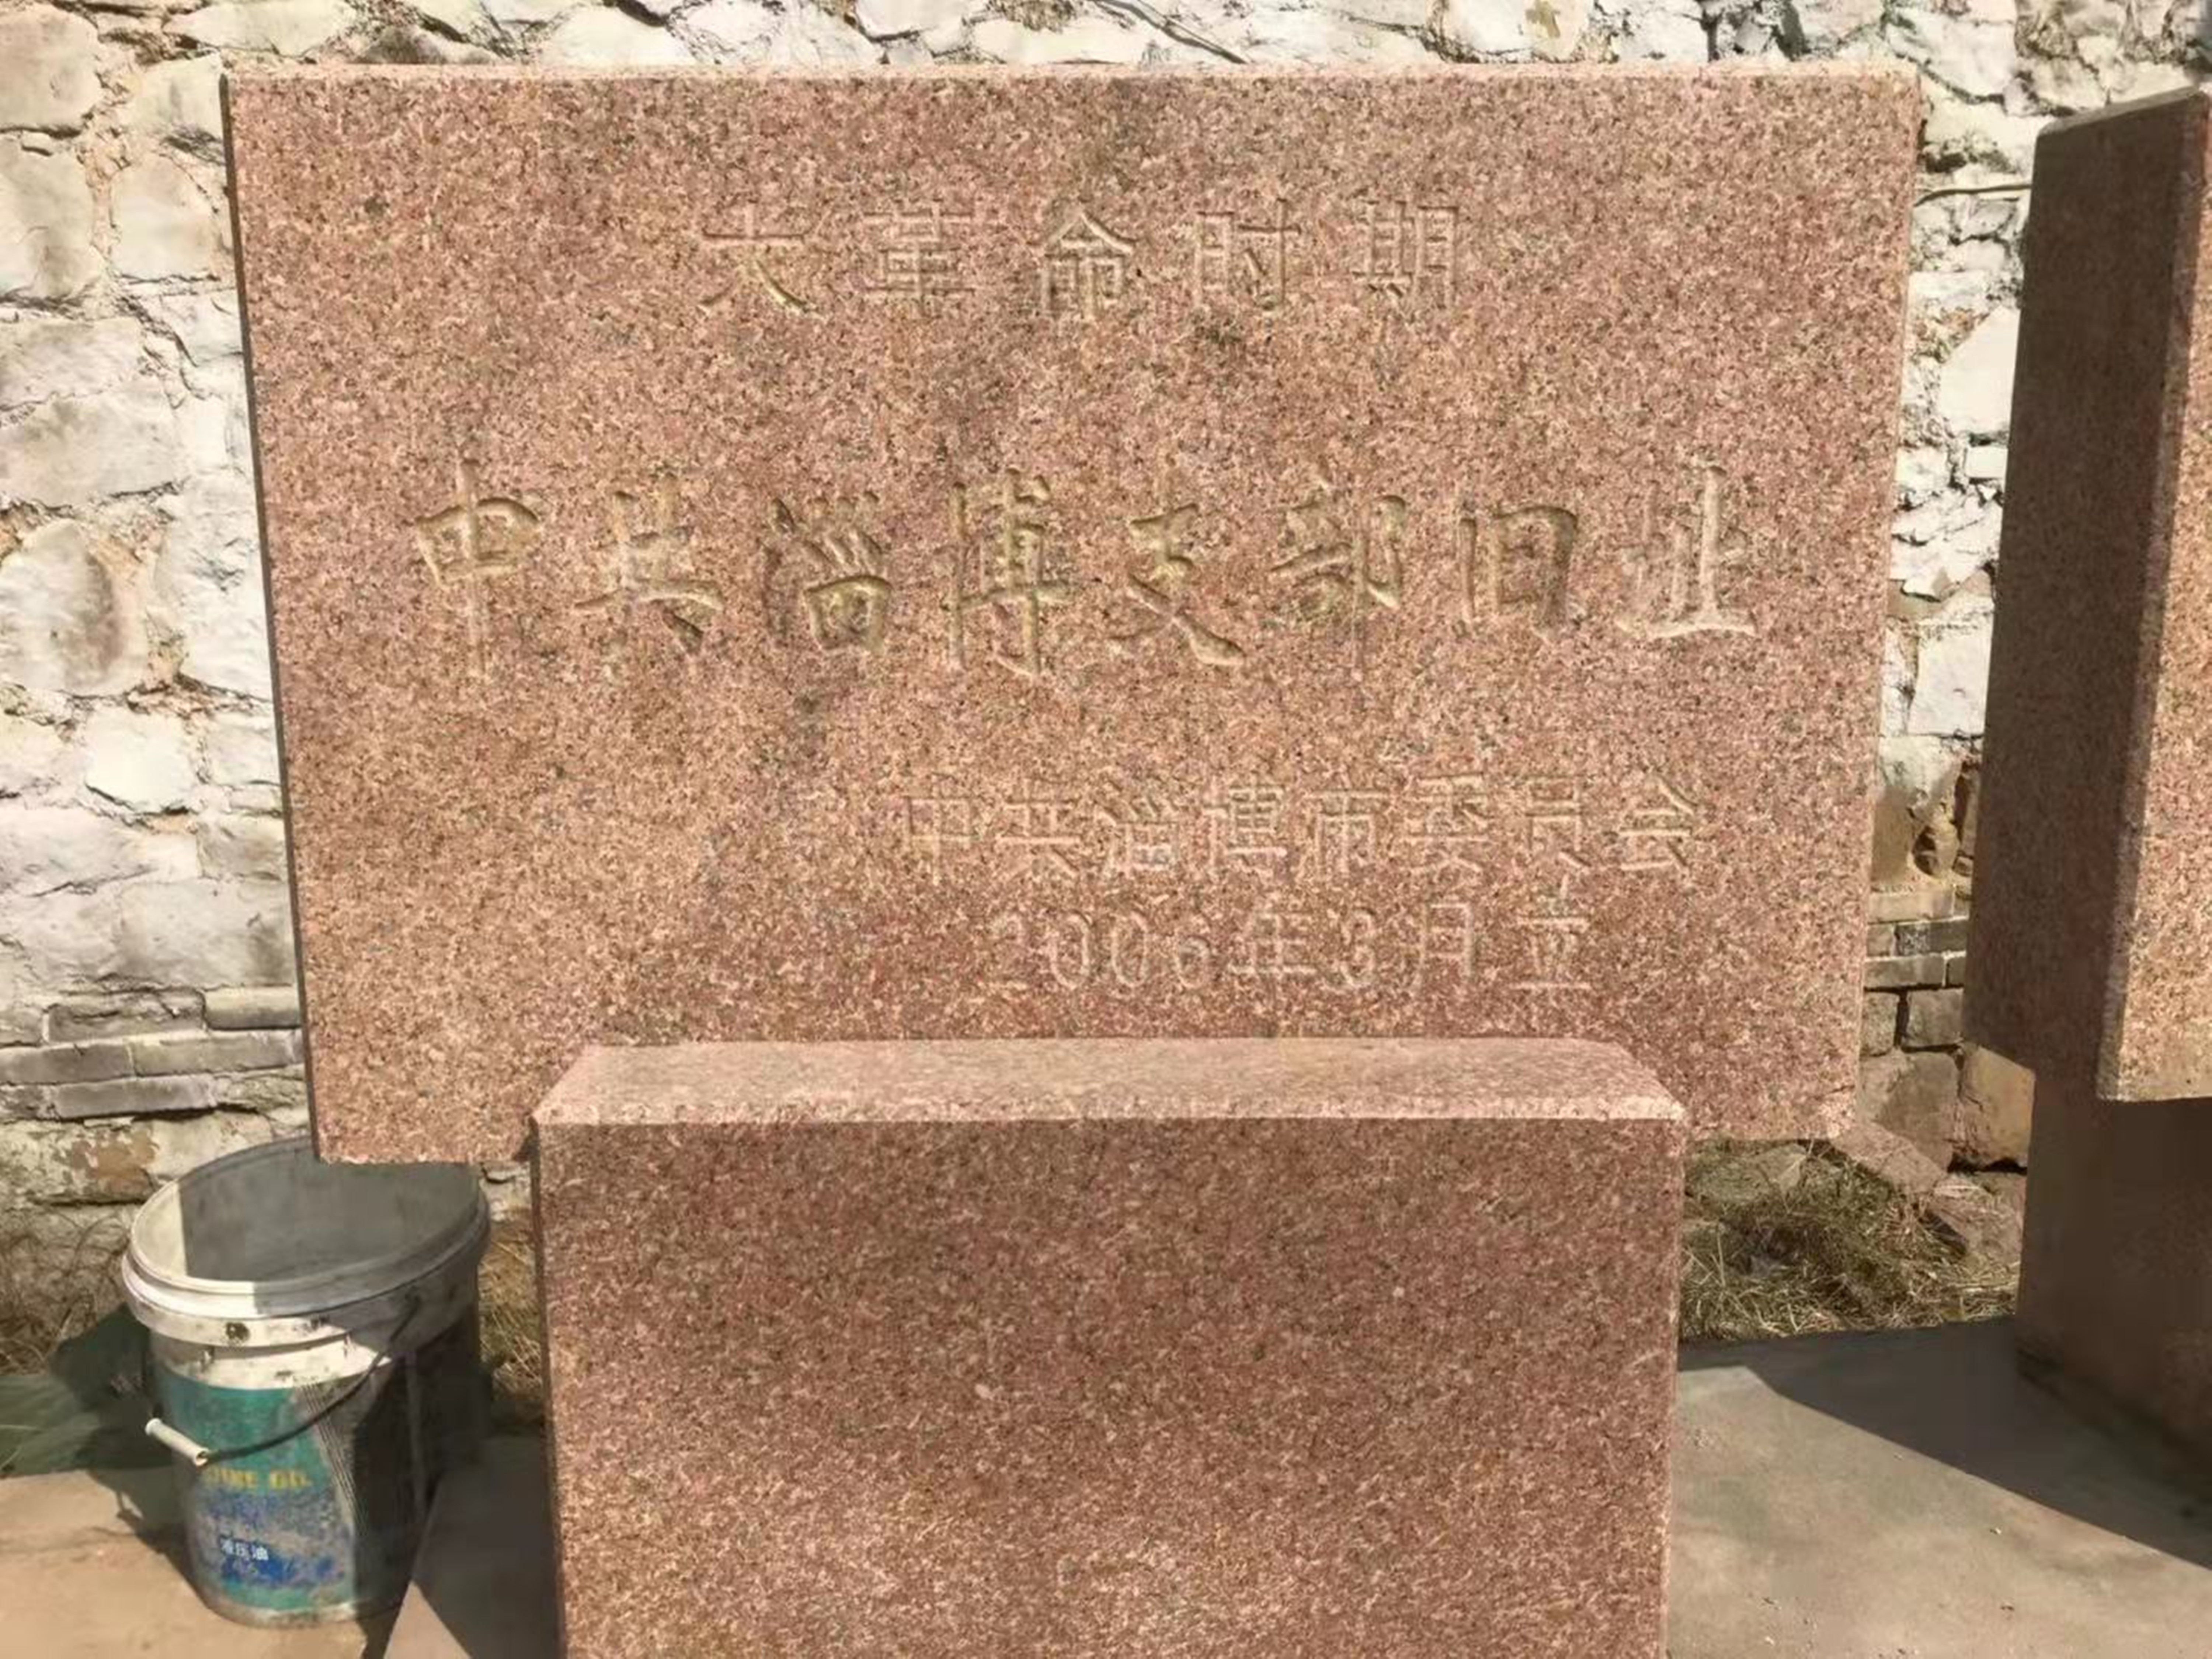 大革命时期
中共淄博支部旧址
中共淄博市委员会
2006年3月立
液压油